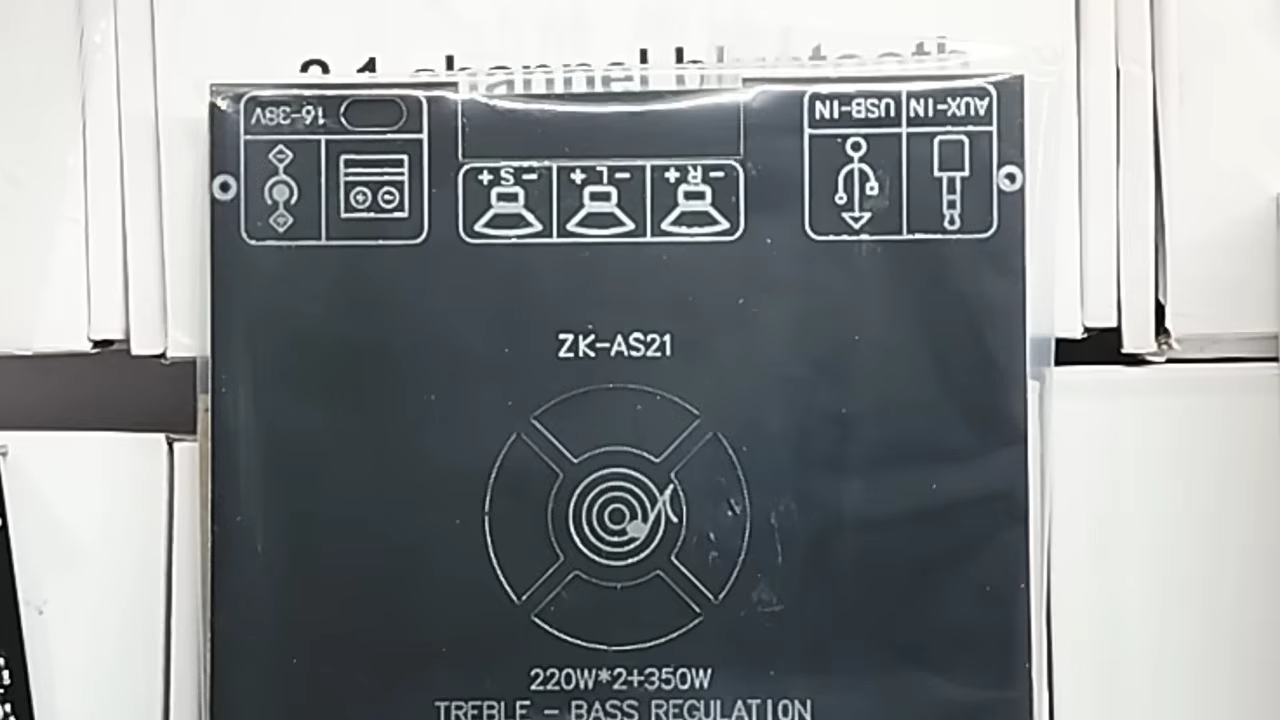 2.1 channel bluetooth
16-38V
USB-IN
AUX-IN
- S +
- L +
- R +
ZK-AS21
220W*2+350W
TREBLE - BASS REGULATION